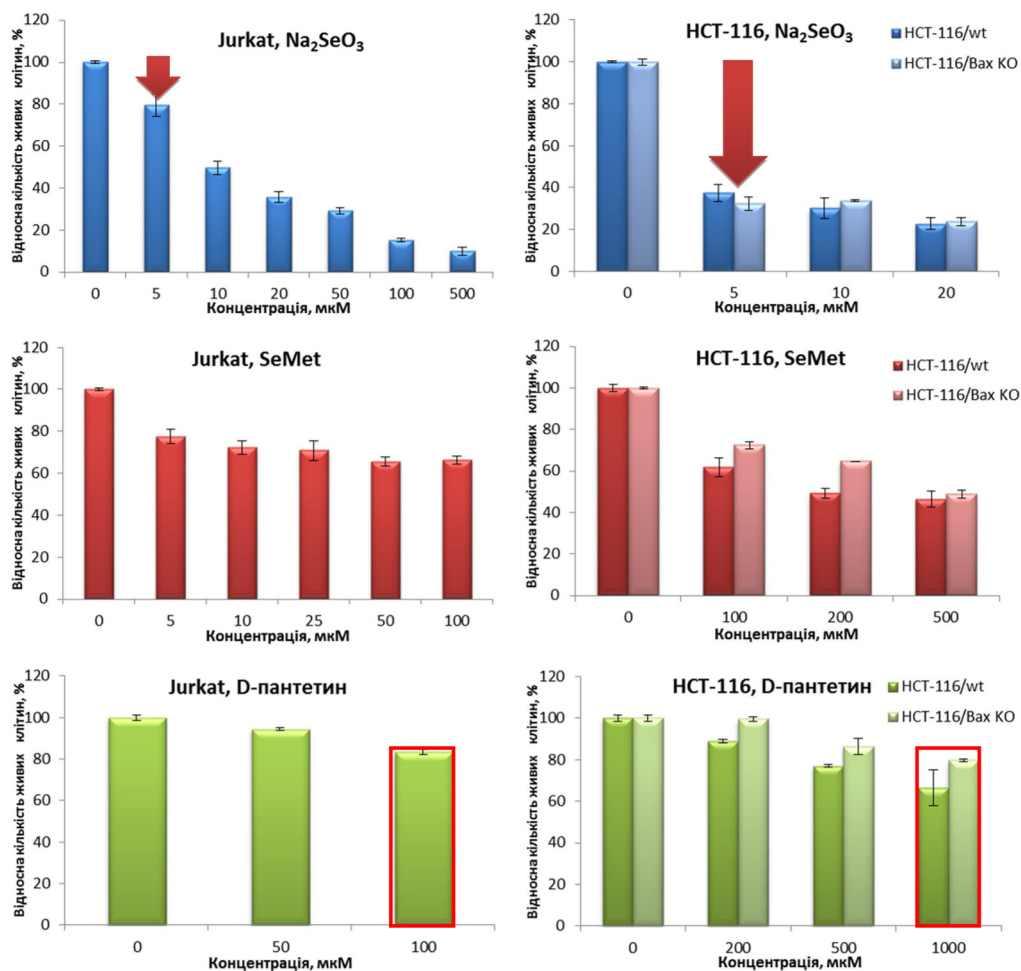 Jurkat, Na₂SeO₃
Відносна кількість живих клітин, %
120
100
80
60
40
20
0
0 5 10 20 50 100 500
Концентрація, мкМ
HCT-116, Na₂SeO₃
HCT-116/wt
HCT-116/Bax KO
Відносна кількість живих клітин, %
120
100
80
60
40
20
0
0 5 10 20
Концентрація, мкМ
Jurkat, SeMet
Відносна кількість живих клітин, %
120
100
80
60
40
20
0
0 5 10 25 50 100
Концентрація, мкМ
HCT-116, SeMet
HCT-116/wt
HCT-116/Bax KO
Відносна кількість живих клітин, %
120
100
80
60
40
20
0
0 100 200 500
Концентрація, мкМ
Jurkat, D-пантетин
Відносна кількість живих клітин, %
120
100
80
60
40
20
0
0 50 100
Концентрація, мкМ
HCT-116, D-пантетин
HCT-116/wt
HCT-116/Bax KO
Відносна кількість живих клітин, %
120
100
80
60
40
20
0
0 200 500 1000
Концентрація, мкМ